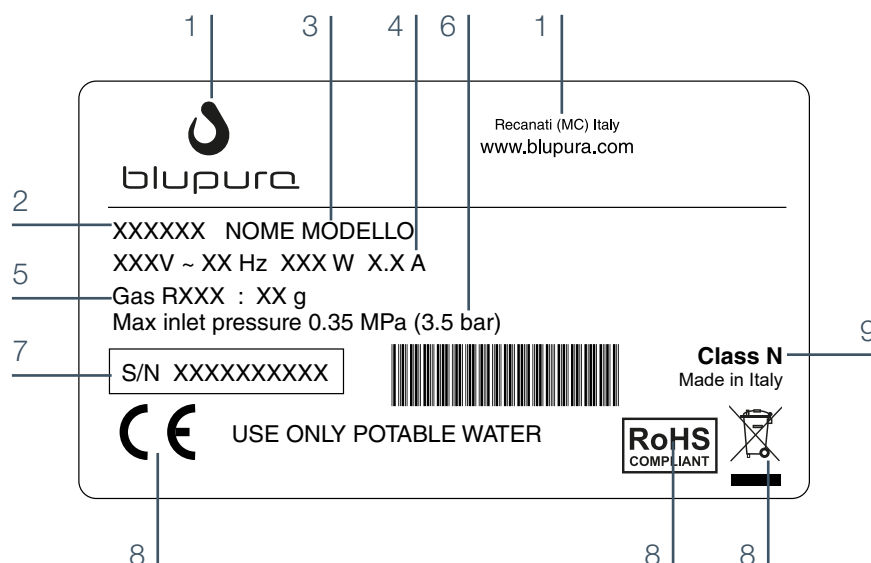 1 3 4 6 1
Recanati (MC) Italy
www.blupura.com
blupura
2
XXXXXX NOME MODELLO
XXXV ~ XX Hz XXX W X.X A
5
Gas RXXX : XX g
Max inlet pressure 0.35 MPa (3.5 bar)
7
S/N XXXXXXXXXX
Class N
9
Made in Italy
CE
USE ONLY POTABLE WATER
RoHS
COMPLIANT
8 8 8